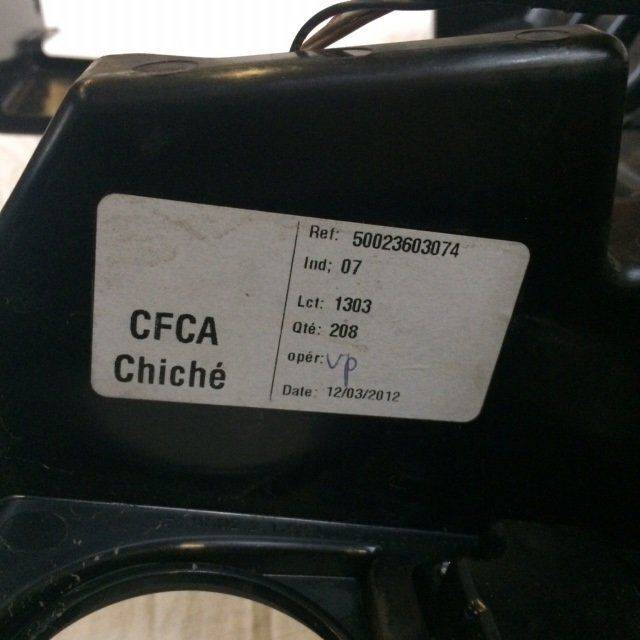 CFCA
Chiché
Ref: 50023603074
Ind; 07
Lct: 1303
Qté: 208
opér: vp
Date: 12/03/2012